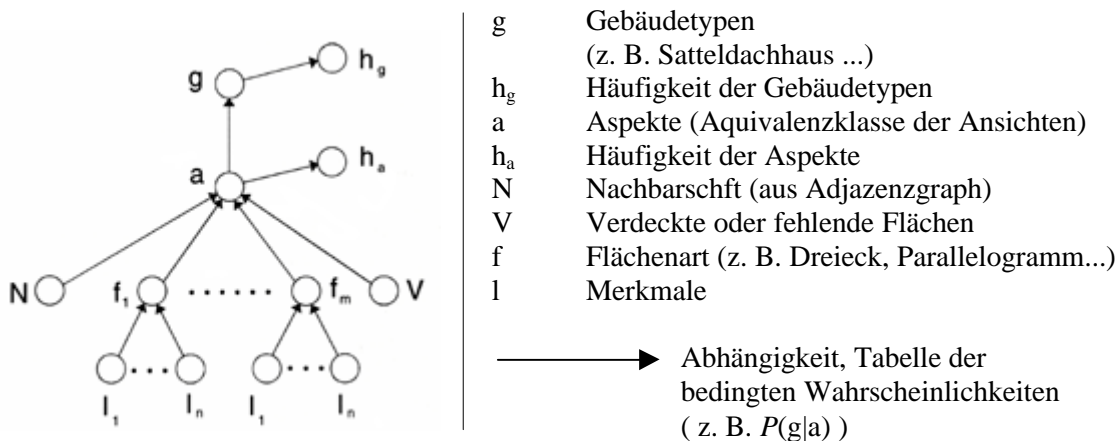 g
h_g
a
h_a
N
f_1
f_m
V
l_1
l_n
l_1
l_n
g Gebäudetypen
(z. B. Satteldachhaus ...)
h_g Häufigkeit der Gebäudetypen
a Aspekte (Aquivalenzklasse der Ansichten)
h_a Häufigkeit der Aspekte
N Nachbarschft (aus Adjazenzgraph)
V Verdeckte oder fehlende Flächen
f Flächenart (z. B. Dreieck, Parallelogramm...)
l Merkmale
Abhängigkeit, Tabelle der
bedingten Wahrscheinlichkeiten
( z. B. P(g|a) )